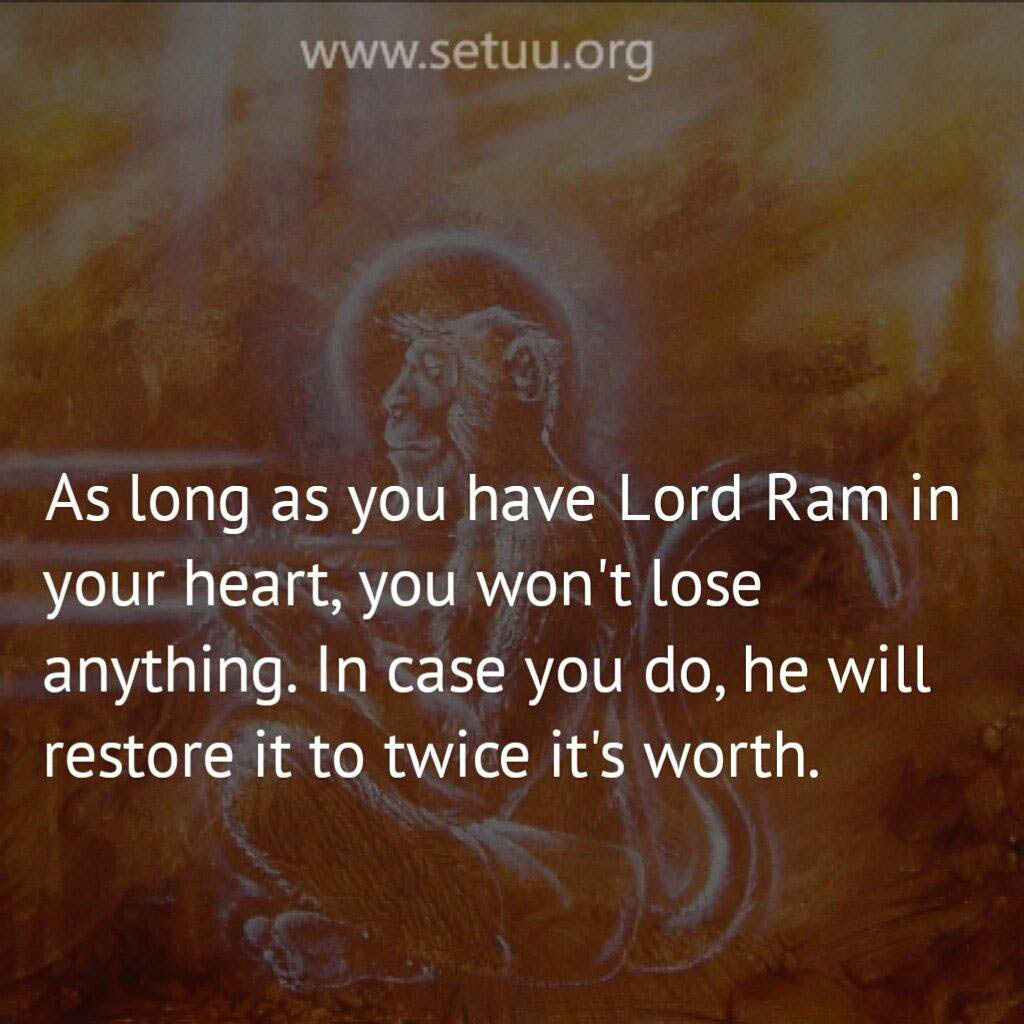 www.setuu.org
As long as you have Lord Ram in
your heart, you won't lose
anything. In case you do, he will
restore it to twice it's worth.